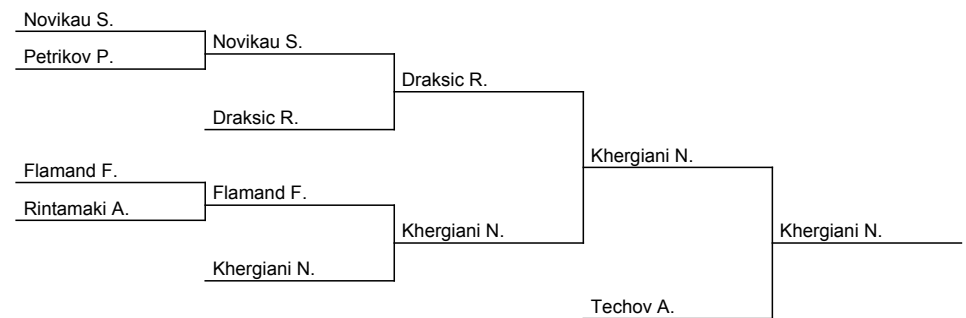 Novikau S.
Petrikov P.
Novikau S.
Draksic R.
Draksic R.
Flamand F.
Rintamaki A.
Flamand F.
Khergiani N.
Khergiani N.
Khergiani N.
Techov A.
Khergiani N.